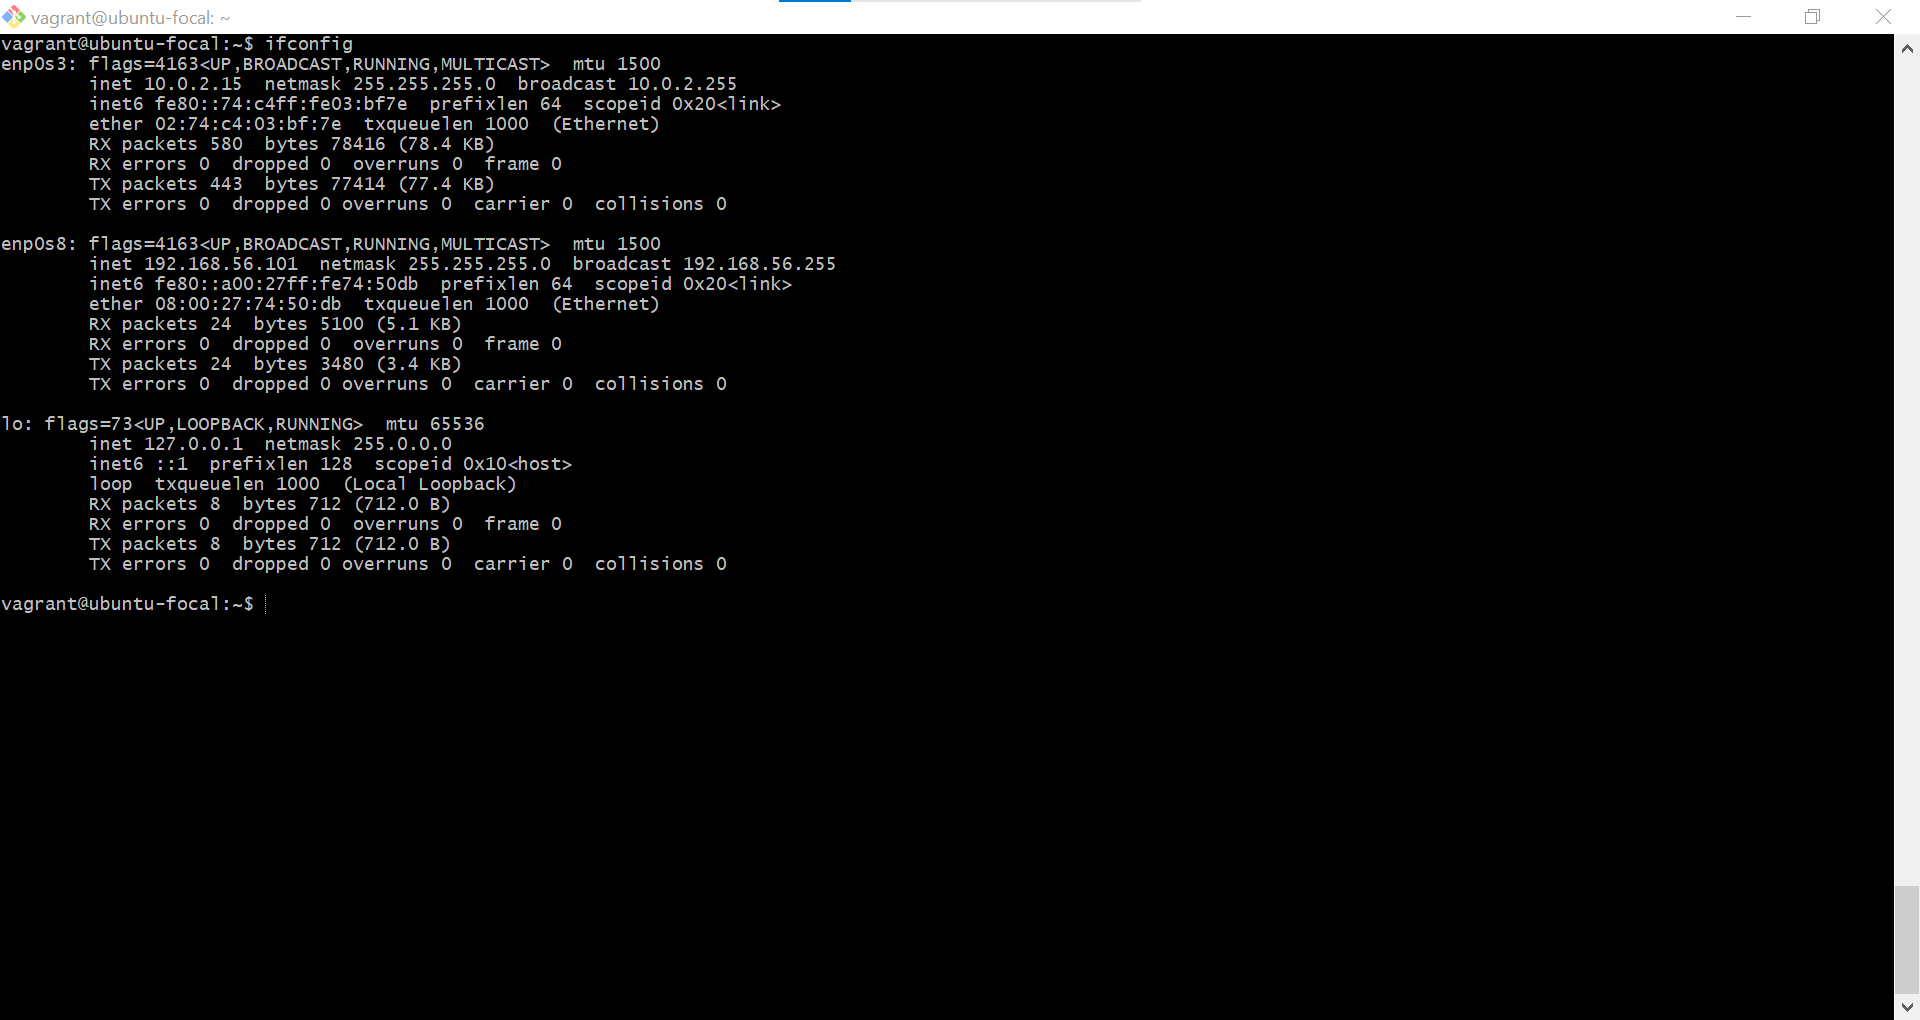 vagrant@ubuntu-focal: ~
vagrant@ubuntu-focal:~$ ifconfig
enp0s3: flags=4163<UP,BROADCAST,RUNNING,MULTICAST>  mtu 1500
        inet 10.0.2.15  netmask 255.255.255.0  broadcast 10.0.2.255
        inet6 fe80::74:c4ff:fe03:bf7e  prefixlen 64  scopeid 0x20<link>
        ether 02:74:c4:03:bf:7e  txqueuelen 1000  (Ethernet)
        RX packets 580  bytes 78416 (78.4 KB)
        RX errors 0  dropped 0  overruns 0  frame 0
        TX packets 443  bytes 77414 (77.4 KB)
        TX errors 0  dropped 0 overruns 0  carrier 0  collisions 0

enp0s8: flags=4163<UP,BROADCAST,RUNNING,MULTICAST>  mtu 1500
        inet 192.168.56.101  netmask 255.255.255.0  broadcast 192.168.56.255
        inet6 fe80::a00:27ff:fe74:50db  prefixlen 64  scopeid 0x20<link>
        ether 08:00:27:74:50:db  txqueuelen 1000  (Ethernet)
        RX packets 24  bytes 5100 (5.1 KB)
        RX errors 0  dropped 0  overruns 0  frame 0
        TX packets 24  bytes 3480 (3.4 KB)
        TX errors 0  dropped 0 overruns 0  carrier 0  collisions 0

lo: flags=73<UP,LOOPBACK,RUNNING>  mtu 65536
        inet 127.0.0.1  netmask 255.0.0.0
        inet6 ::1  prefixlen 128  scopeid 0x10<host>
        loop  txqueuelen 1000  (Local Loopback)
        RX packets 8  bytes 712 (712.0 B)
        RX errors 0  dropped 0  overruns 0  frame 0
        TX packets 8  bytes 712 (712.0 B)
        TX errors 0  dropped 0 overruns 0  carrier 0  collisions 0

vagrant@ubuntu-focal:~$